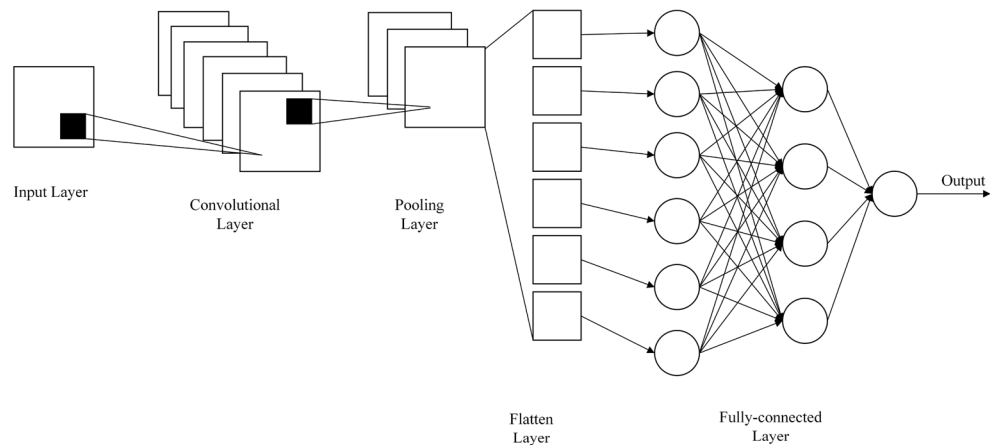 Input Layer
Convolutional
Layer
Pooling
Layer
Output
Flatten
Layer
Fully-connected
Layer